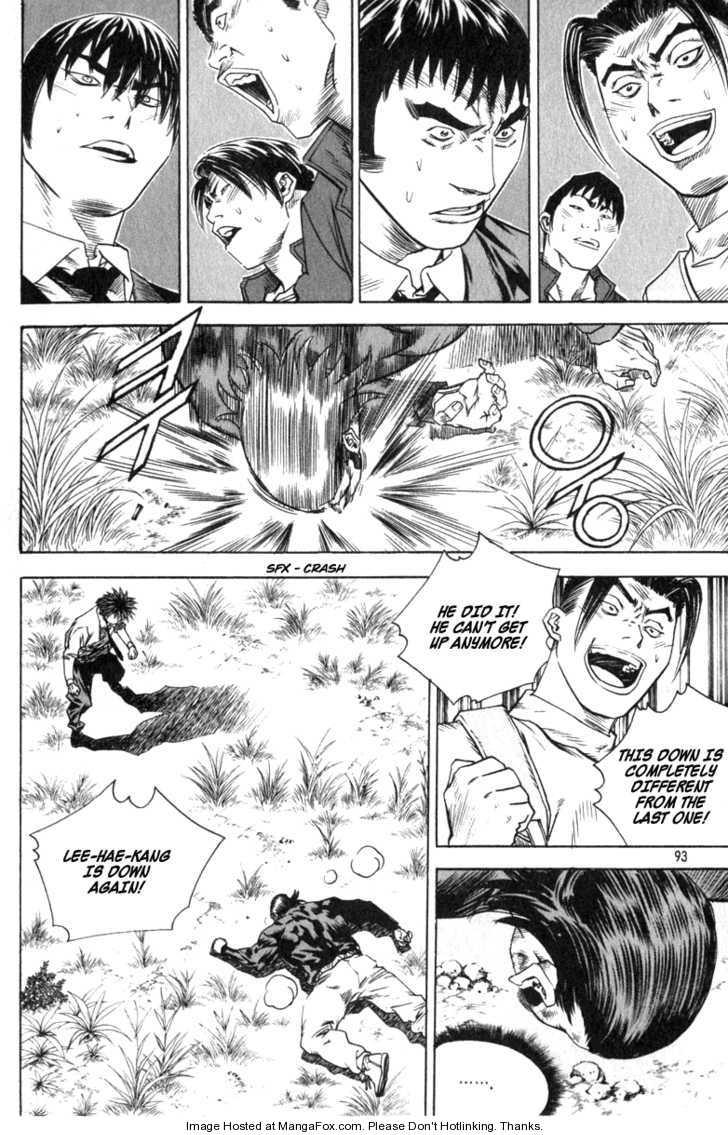 SFX - CRASH
HE DID IT!
HE CAN'T GET
UP ANYMORE!
THIS DOWN IS
COMPLETELY
DIFFERENT
FROM THE
LAST ONE!
93
LEE-HAE-KANG
IS DOWN
AGAIN!
.......
Image Hosted at MangaFox.com. Please Don't Hotlinking. Thanks.